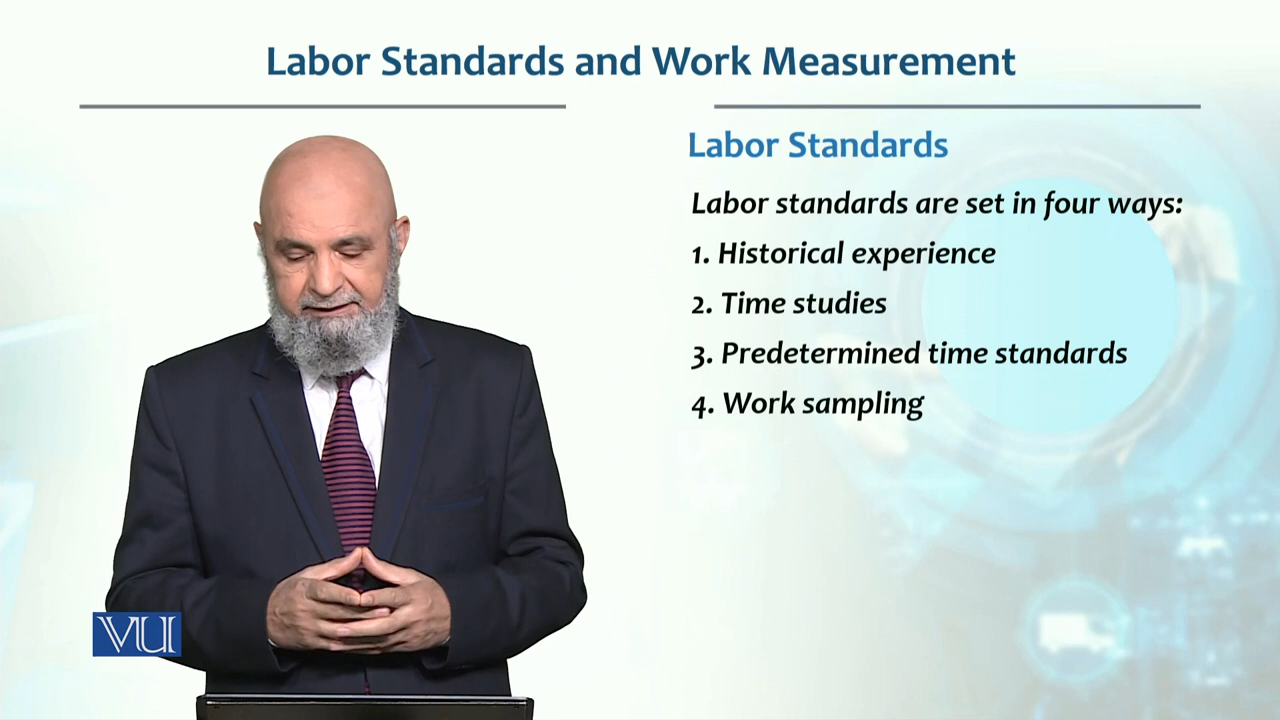 Labor Standards and Work Measurement
Labor Standards
Labor standards are set in four ways:
1. Historical experience
2. Time studies
3. Predetermined time standards
4. Work sampling
VU